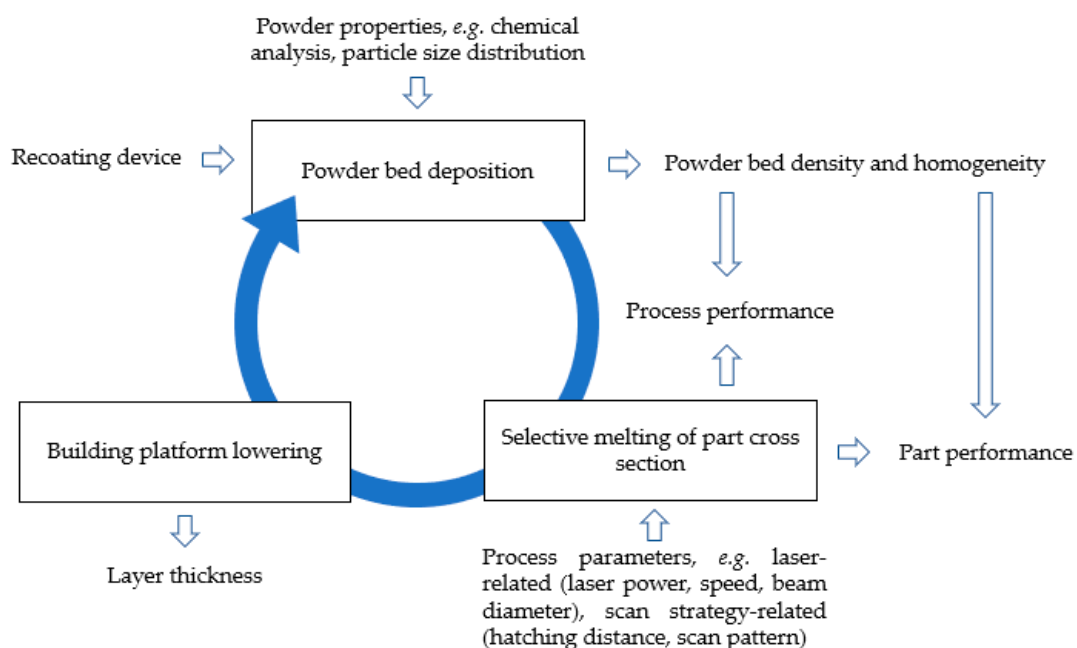 Powder properties, e.g. chemical
analysis, particle size distribution
Recoating device
Powder bed deposition
Powder bed density and homogeneity
Process performance
Building platform lowering
Selective melting of part cross
section
Part performance
Layer thickness
Process parameters, e.g. laser-
related (laser power, speed, beam
diameter), scan strategy-related
(hatching distance, scan pattern)